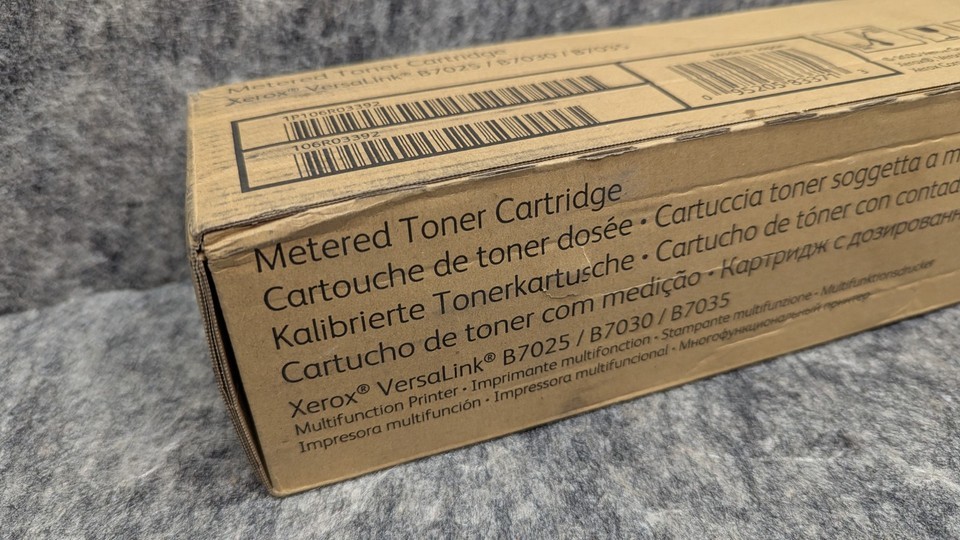 Metered Toner Cartridge
Xerox® VersaLink® B7025 / B7030 / B7035
1P106R03392
106R03392
Metered Toner Cartridge
Cartouche de toner dosée • Cartuccia toner soggetta a
Kalibrierte Tonerkartusche • Cartucho de tóner con
Cartucho de toner com medição • Картридж с
Xerox® VersaLink® B7025 / B7030 / B7035
Multifunction Printer • Imprimante multifonction • Stampante multifunzione • Multifunktionsdrucker
Impresora multifunción • Impressora multifuncional • Многофункциональный принтер